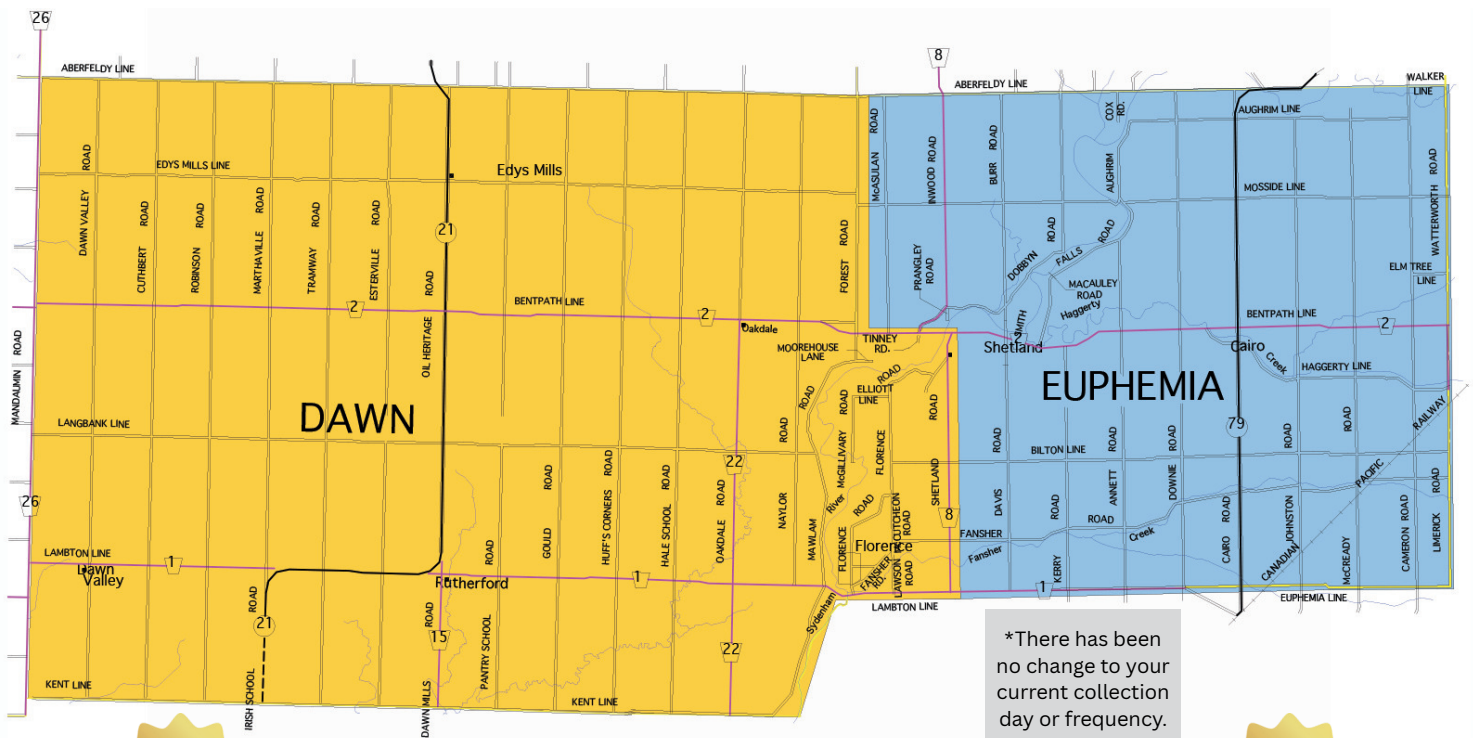 26
8
ABERFELDY LINE
ABERFELDY LINE
WALKER
LINE
COX
RD.
AUGHRIM LINE
McASULAN
ROAD
INWOOD ROAD
BURR
ROAD
AUGHRIM
DAWN VALLEY
ROAD
EDYS MILLS LINE
Edys Mills
MOSSIDE LINE
WATTERWORTH
ROAD
CUTHBERT
ROAD
ROBINSON
ROAD
MARTHAVILLE
ROAD
TRAMWAY
ROAD
ESTERVILLE
ROAD
21
OIL HERITAGE
ROAD
FOREST
ROAD
PRANGLEY
ROAD
DOBBYN
ROAD
FALLS
ROAD
MACAULEY
ROAD
Haggerty
SMITH
ELM TREE
LINE
2
BENTPATH LINE
2
Oakdale
BENTPATH LINE
2
2
MANDAUMIN
ROAD
MOOREHOUSE
LANE
TINNEY
RD.
Shetland
Cairo
Creek
HAGGERTY LINE
DAWN
EUPHEMIA
ROAD
ELLIOTT
LINE
ROAD
LANGBANK LINE
NAYLOR
ROAD
McGILLIVARY
ROAD
FLORENCE
SHETLAND
ROAD
DAVIS
ROAD
BILTON LINE
79
RAILWAY
PACIFIC
CANADIAN
26
22
GOULD
ROAD
HUFF'S CORNERS
ROAD
HALE SCHOOL
ROAD
OAKDALE
ROAD
MAWLAM
River
ROAD
8
ANNETT
ROAD
DOWNIE
ROAD
KERRY
ROAD
ROAD
CAIRO
ROAD
JOHNSTON
ROAD
McCREADY
ROAD
CAMERON ROAD
LIMERICK
ROAD
LAMBTON LINE
1
Dawn
Valley
Rutherford
1
FLORENCE
Florence
FANSHER
RD.
LAWSON
ROAD
ROAD
FANSHER
Fansher
Creek
1
LAMBTON LINE
EUPHEMIA LINE
ROAD
21
ROAD
15
PANTRY SCHOOL
ROAD
22
Sydenham
KENT LINE
IRISH SCHOOL
DAWN MILLS
KENT LINE
*There has been
no change to your
current collection
day or frequency.